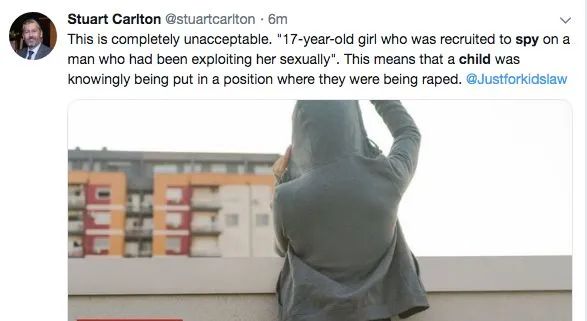 Stuart Carlton @stuartcarlton · 6m
This is completely unacceptable. "17-year-old girl who was recruited to spy on a
man who had been exploiting her sexually". This means that a child was
knowingly being put in a position where they were being raped. @Justforkidslaw